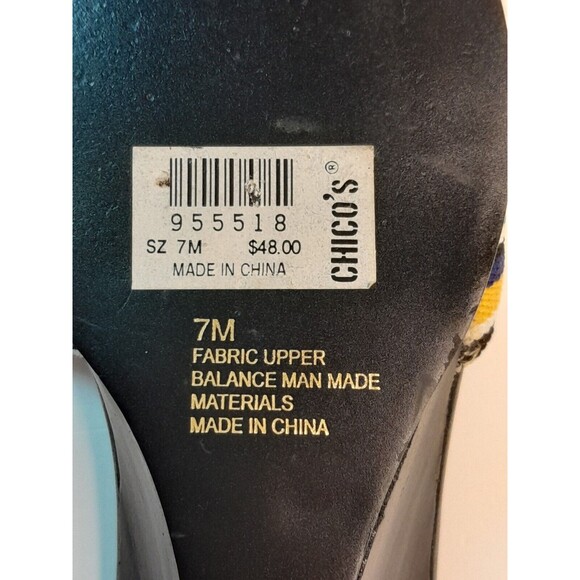 955518
SZ 7M $48.00
MADE IN CHINA
CHICO'S®
7M
FABRIC UPPER
BALANCE MAN MADE
MATERIALS
MADE IN CHINA